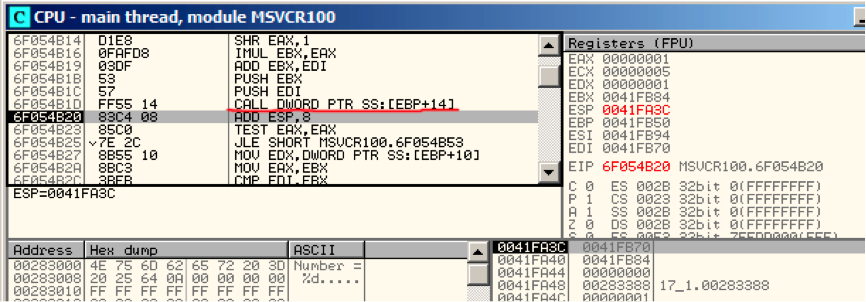 C CPU - main thread, module MSVCR100
6F054B14 D1E8 SHR EAX,1
6F054B16 0FAFD8 IMUL EBX,EAX
6F054B19 03DF ADD EBX,EDI
6F054B1B 53 PUSH EBX
6F054B1C 57 PUSH EDI
6F054B1D FF55 14 CALL DWORD PTR SS:[EBP+14]
6F054B20 83C4 08 ADD ESP,8
6F054B23 85C0 TEST EAX,EAX
6F054B25 7E 2C JLE SHORT MSVCR100.6F054B53
6F054B27 8B55 10 MOV EDX,DWORD PTR SS:[EBP+10]
6F054B2A 8BC3 MOV EAX,EBX
6F054B2C 3BFB CMP EDI,EBX
ESP=0041FA3C
Registers (FPU)
EAX 00000001
ECX 00000005
EDX 00000001
EBX 0041FB84
ESP 0041FA3C
EBP 0041FB50
ESI 0041FB94
EDI 0041FB70
EIP 6F054B20 MSVCR100.6F054B20
C 0 ES 002B 32bit 0(FFFFFFFF)
P 1 CS 0023 32bit 0(FFFFFFFF)
A 1 SS 002B 32bit 0(FFFFFFFF)
Z 0 DS 002B 32bit 0(FFFFFFFF)
Address Hex dump ASCII
00283000 4E 75 6D 62 65 72 20 3D Number =
00283008 20 25 64 0A 00 00 00 00  %d.....
00283010 FF FF FF FF FF FF FF FF
0041FA3C 0041FB70
0041FA40 0041FB84
0041FA44 00000000
0041FA48 00283388 17_1.00283388
0041FA4C 00000001